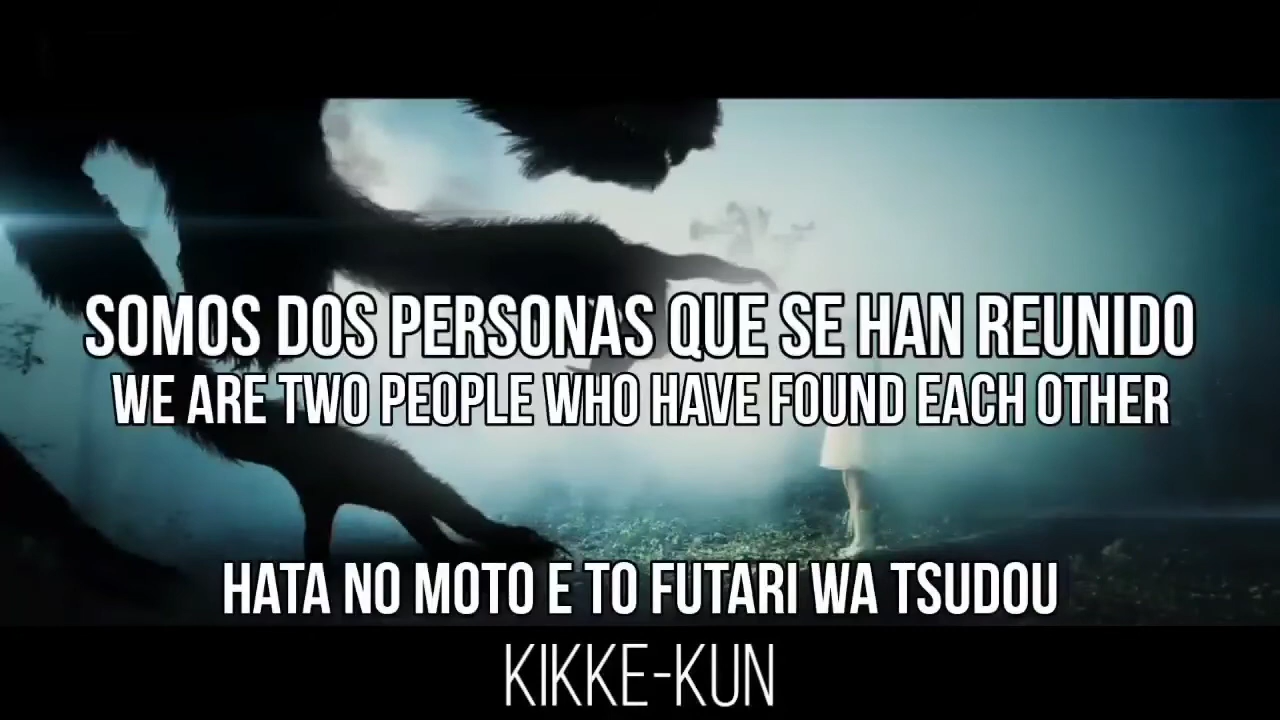 SOMOS DOS PERSONAS QUE SE HAN REUNIDO
WE ARE TWO PEOPLE WHO HAVE FOUND EACH OTHER
HATA NO MOTO E TO FUTARI WA TSUDOU
KIKKE-KUN